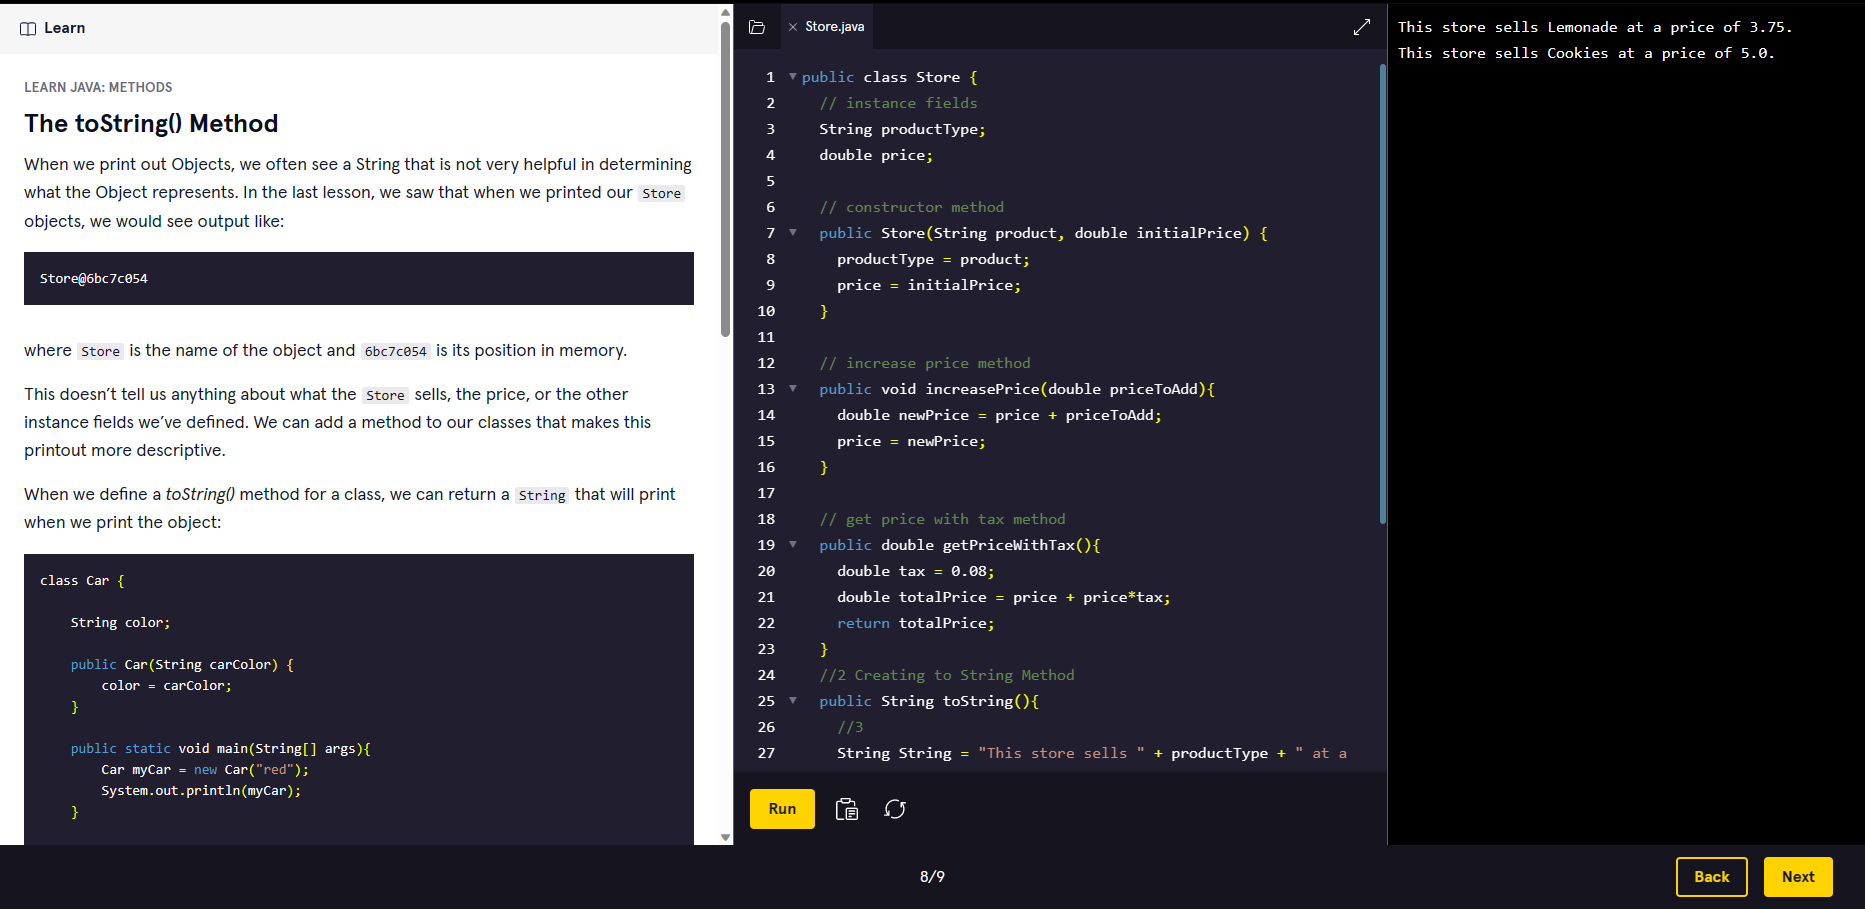 Learn
LEARN JAVA: METHODS
The toString() Method
When we print out Objects, we often see a String that is not very helpful in determining
what the Object represents. In the last lesson, we saw that when we printed our Store
objects, we would see output like:
Store@6bc7c054
where Store is the name of the object and 6bc7c054 is its position in memory.
This doesn’t tell us anything about what the Store sells, the price, or the other
instance fields we’ve defined. We can add a method to our classes that makes this
printout more descriptive.
When we define a toString() method for a class, we can return a String that will print
when we print the object:
class Car {
String color;
public Car(String carColor) {
color = carColor;
}
public static void main(String[] args){
Car myCar = new Car("red");
System.out.println(myCar);
}
Store.java
1 public class Store {
2 // instance fields
3 String productType;
4 double price;
5
6 // constructor method
7 public Store(String product, double initialPrice) {
8 productType = product;
9 price = initialPrice;
10 }
11
12 // increase price method
13 public void increasePrice(double priceToAdd){
14 double newPrice = price + priceToAdd;
15 price = newPrice;
16 }
17
18 // get price with tax method
19 public double getPriceWithTax(){
20 double tax = 0.08;
21 double totalPrice = price + price*tax;
22 return totalPrice;
23 }
24 //2 Creating to String Method
25 public String toString(){
26 //3
27 String String = "This store sells " + productType + " at a
Run
This store sells Lemonade at a price of 3.75.
This store sells Cookies at a price of 5.0.
8/9
Back
Next